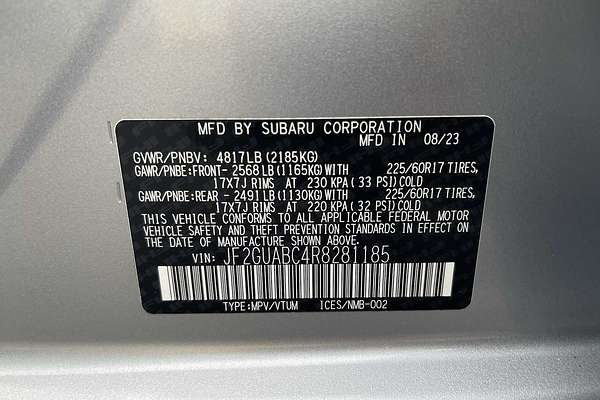 MFD BY SUBARU CORPORATION
MFD IN 08/23
GVWR/PNBV: 4817LB (2185KG)
GAWR/PNBE:FRONT- 2568 LB (1165KG)WITH 225/60R17 TIRES,
17X7J RIMS AT 230 KPA (33 PSI)COLD
GAWR/PNBE:REAR - 2491 LB (1130KG)WITH 225/60R17 TIRES,
17X7J RIMS AT 220 KPA (32 PSI)COLD
THIS VEHICLE CONFORMS TO ALL APPLICABLE FEDERAL MOTOR
VEHICLE SAFETY AND THEFT PREVENTION STANDARDS IN EFFECT
ON THE DATE OF MANUFACTURE SHOWN ABOVE.
VIN: JF2GUABC4R8281185
TYPE:MPV/VTUM ICES/NMB-002